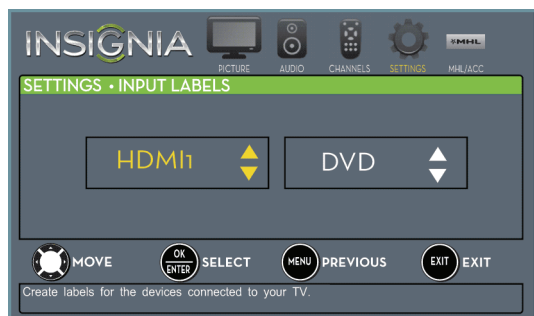 INSIGNIA
MHL
PICTURE AUDIO CHANNELS SETTINGS MHL/ACC
SETTINGS • INPUT LABELS
HDMI1 DVD
MOVE OK ENTER SELECT MENU PREVIOUS EXIT EXIT
Create labels for the devices connected to your TV.